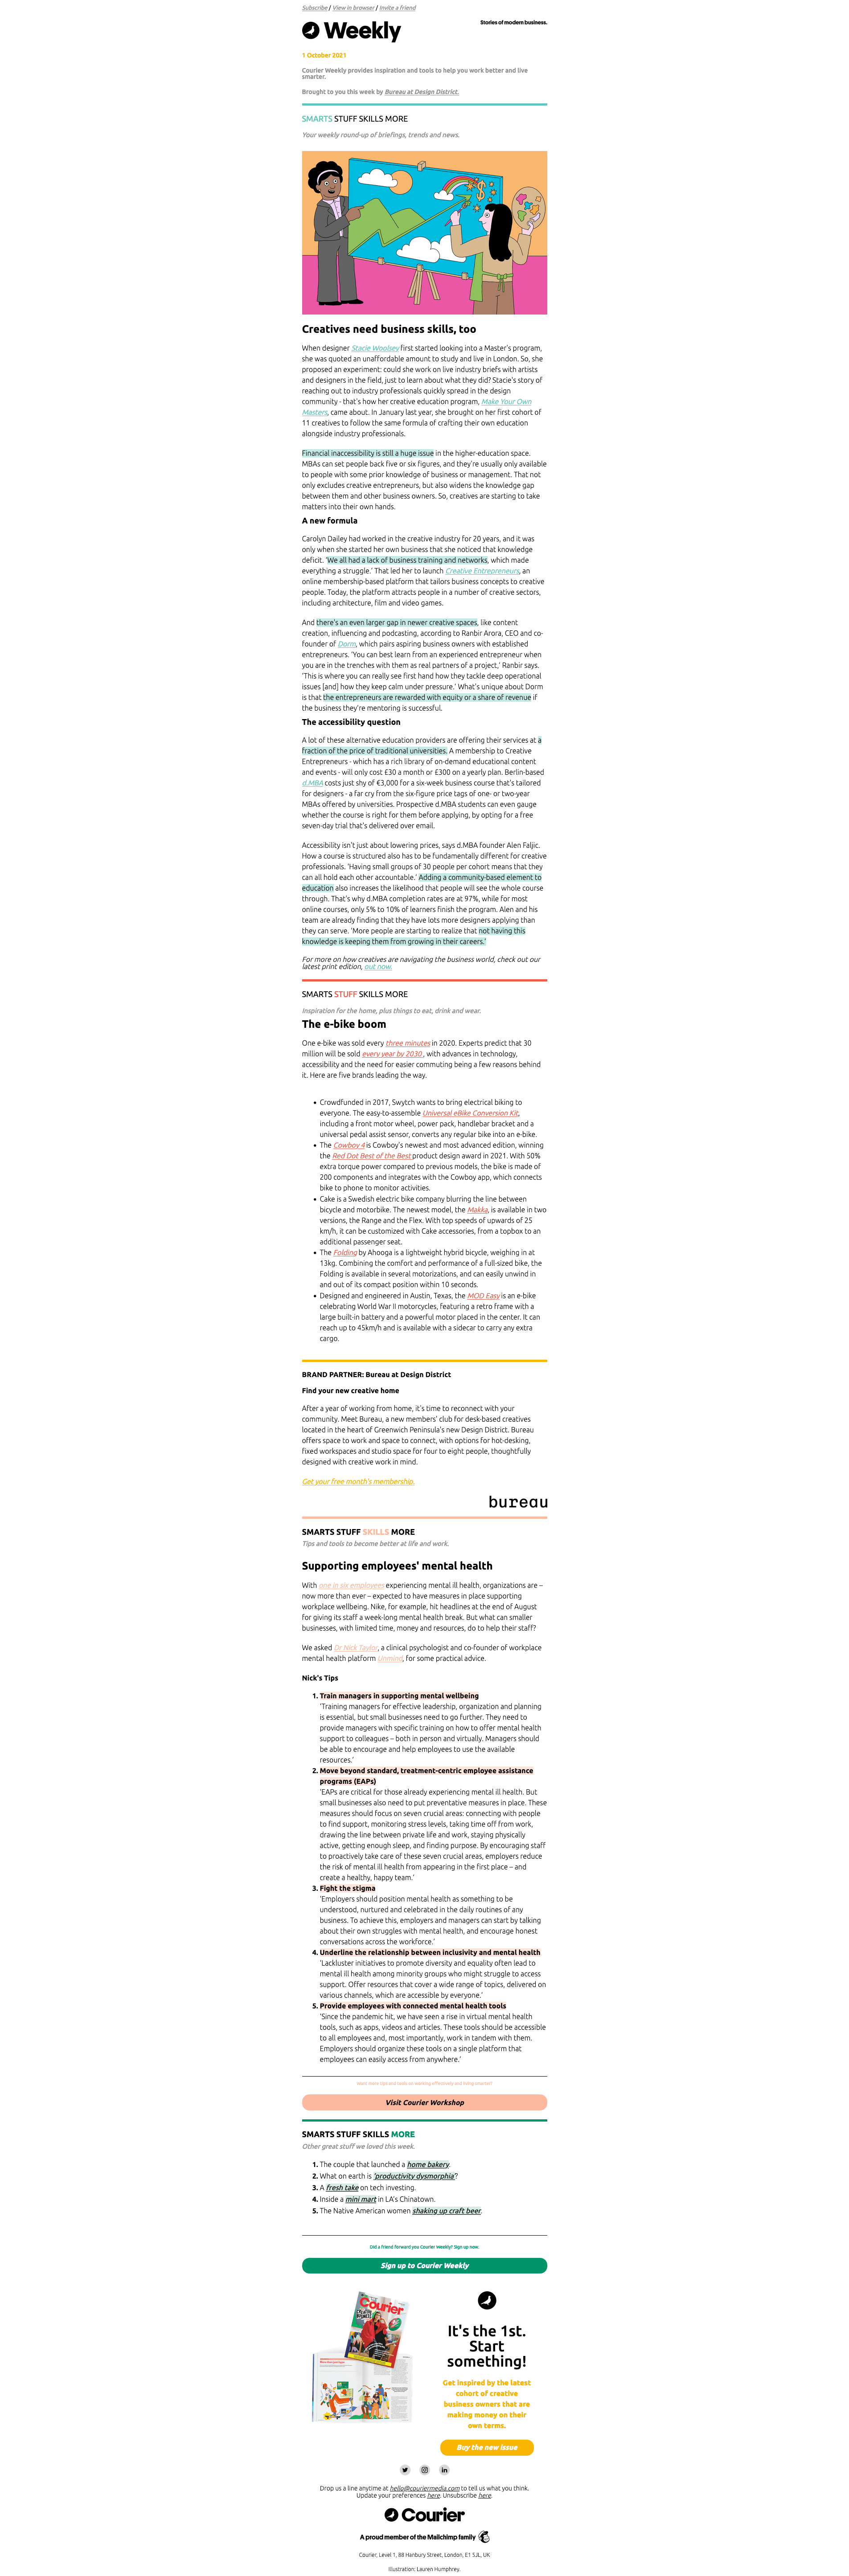 Subscribe / View in browser / Invite a friend
Weekly
Stories of modern business.
1 October 2021
Courier Weekly provides inspiration and tools to help you work better and live
smarter.
Brought to you this week by Bureau at Design District.
SMARTS STUFF SKILLS MORE
Your weekly round-up of briefings, trends and news.
Creatives need business skills, too
When designer Stacie Woolsey first started looking into a Master's program,
she was quoted an unaffordable amount to study and live in London. So, she
proposed an experiment: could she work on live industry briefs with artists
and designers in the field, just to learn about what they did? Stacie's story of
reaching out to industry professionals quickly spread in the design
community - that's how her creative education program, Make Your Own
Masters, came about. In January last year, she brought on her first cohort of
11 creatives to follow the same formula of crafting their own education
alongside industry professionals.
Financial inaccessibility is still a huge issue in the higher-education space.
MBAs can set people back five or six figures, and they're usually only available
to people with some prior knowledge of business or management. That not
only excludes creative entrepreneurs, but also widens the knowledge gap
between them and other business owners. So, creatives are starting to take
matters into their own hands.
A new formula
Carolyn Dailey had worked in the creative industry for 20 years, and it was
only when she started her own business that she noticed that knowledge
deficit. 'We all had a lack of business training and networks, which made
everything a struggle.' That led her to launch Creative Entrepreneurs, an
online membership-based platform that tailors business concepts to creative
people. Today, the platform attracts people in a number of creative sectors,
including architecture, film and video games.
And there's an even larger gap in newer creative spaces, like content
creation, influencing and podcasting, according to Ranbir Arora, CEO and co-
founder of Dorm, which pairs aspiring business owners with established
entrepreneurs. 'You can best learn from an experienced entrepreneur when
you are in the trenches with them as real partners of a project,' Ranbir says.
'This is where you can really see first hand how they tackle deep operational
issues [and] how they keep calm under pressure.' What's unique about Dorm
is that the entrepreneurs are rewarded with equity or a share of revenue if
the business they're mentoring is successful.
The accessibility question
A lot of these alternative education providers are offering their services at a
fraction of the price of traditional universities. A membership to Creative
Entrepreneurs - which has a rich library of on-demand educational content
and events - will only cost £30 a month or £300 on a yearly plan. Berlin-based
d.MBA costs just shy of €3,000 for a six-week business course that's tailored
for designers - a far cry from the six-figure price tags of one- or two-year
MBAs offered by universities. Prospective d.MBA students can even gauge
whether the course is right for them before applying, by opting for a free
seven-day trial that's delivered over email.
Accessibility isn't just about lowering prices, says d.MBA founder Alen Faljic.
How a course is structured also has to be fundamentally different for creative
professionals. 'Having small groups of 30 people per cohort means that they
can all hold each other accountable.' Adding a community-based element to
education also increases the likelihood that people will see the whole course
through. That's why d.MBA completion rates are at 97%, while for most
online courses, only 5% to 10% of learners finish the program. Alen and his
team are already finding that they have lots more designers applying than
they can serve. 'More people are starting to realize that not having this
knowledge is keeping them from growing in their careers.'
For more on how creatives are navigating the business world, check out our
latest print edition, out now.
SMARTS STUFF SKILLS MORE
Inspiration for the home, plus things to eat, drink and wear.
The e-bike boom
One e-bike was sold every three minutes in 2020. Experts predict that 30
million will be sold every year by 2030, with advances in technology,
accessibility and the need for easier commuting being a few reasons behind
it. Here are five brands leading the way.
• Crowdfunded in 2017, Swytch wants to bring electrical biking to
everyone. The easy-to-assemble Universal eBike Conversion Kit,
including a front motor wheel, power pack, handlebar bracket and a
universal pedal assist sensor, converts any regular bike into an e-bike.
• The Cowboy 4 is Cowboy's newest and most advanced edition, winning
the Red Dot Best of the Best product design award in 2021. With 50%
extra torque power compared to previous models, the bike is made of
200 components and integrates with the Cowboy app, which connects
bike to phone to monitor activities.
• Cake is a Swedish electric bike company blurring the line between
bicycle and motorbike. The newest model, the Makka, is available in two
versions, the Range and the Flex. With top speeds of upwards of 25
km/h, it can be customized with Cake accessories, from a topbox to an
additional passenger seat.
• The Folding by Ahooga is a lightweight hybrid bicycle, weighing in at
13kg. Combining the comfort and performance of a full-sized bike, the
Folding is available in several motorizations, and can easily unwind in
and out of its compact position within 10 seconds.
• Designed and engineered in Austin, Texas, the MOD Easy is an e-bike
celebrating World War II motorcycles, featuring a retro frame with a
large built-in battery and a powerful motor placed in the center. It can
reach up to 45km/h and is available with a sidecar to carry any extra
cargo.
BRAND PARTNER: Bureau at Design District
Find your new creative home
After a year of working from home, it's time to reconnect with your
community. Meet Bureau, a new members' club for desk-based creatives
located in the heart of Greenwich Peninsula's new Design District. Bureau
offers space to work and space to connect, with options for hot-desking,
fixed workspaces and studio space for four to eight people, thoughtfully
designed with creative work in mind.
Get your free month's membership.
bureau
SMARTS STUFF SKILLS MORE
Tips and tools to become better at life and work.
Supporting employees' mental health
With one in six employees experiencing mental ill health, organizations are –
now more than ever – expected to have measures in place supporting
workplace wellbeing. Nike, for example, hit headlines at the end of August
for giving its staff a week-long mental health break. But what can smaller
businesses, with limited time, money and resources, do to help their staff?
We asked Dr Nick Taylor, a clinical psychologist and co-founder of workplace
mental health platform Unmind, for some practical advice.
Nick's Tips
1. Train managers in supporting mental wellbeing
'Training managers for effective leadership, organization and planning
is essential, but small businesses need to go further. They need to
provide managers with specific training on how to offer mental health
support to colleagues – both in person and virtually. Managers should
be able to encourage and help employees to use the available
resources.'
2. Move beyond standard, treatment-centric employee assistance
programs (EAPs)
'EAPs are critical for those already experiencing mental ill health. But
small businesses also need to put preventative measures in place. These
measures should focus on seven crucial areas: connecting with people
to find support, monitoring stress levels, taking time off from work,
drawing the line between private life and work, staying physically
active, getting enough sleep, and finding purpose. By encouraging staff
to proactively take care of these seven crucial areas, employers reduce
the risk of mental ill health from appearing in the first place – and
create a healthy, happy team.'
3. Fight the stigma
'Employers should position mental health as something to be
understood, nurtured and celebrated in the daily routines of any
business. To achieve this, employers and managers can start by talking
about their own struggles with mental health, and encourage honest
conversations across the workforce.'
4. Underline the relationship between inclusivity and mental health
'Lackluster initiatives to promote diversity and equality often lead to
mental ill health among minority groups who might struggle to access
support. Offer resources that cover a wide range of topics, delivered on
various channels, which are accessible by everyone.'
5. Provide employees with connected mental health tools
'Since the pandemic hit, we have seen a rise in virtual mental health
tools, such as apps, videos and articles. These tools should be accessible
to all employees and, most importantly, work in tandem with them.
Employers should organize these tools on a single platform that
employees can easily access from anywhere.'
Want more tips and tools on working effectively and living smarter?
Visit Courier Workshop
SMARTS STUFF SKILLS MORE
Other great stuff we loved this week.
1. The couple that launched a home bakery.
2. What on earth is 'productivity dysmorphia'?
3. A fresh take on tech investing.
4. Inside a mini mart in LA's Chinatown.
5. The Native American women shaking up craft beer.
Did a friend forward you Courier Weekly? Sign up now.
Sign up to Courier Weekly
Courier
It's the 1st.
Start
something!
Get inspired by the latest
cohort of creative
business owners that are
making money on their
own terms.
Buy the new issue
Drop us a line anytime at hello@couriermedia.com to tell us what you think.
Update your preferences here. Unsubscribe here.
Courier
A proud member of the Mailchimp family
Courier, Level 1, 88 Hanbury Street, London, E1 5JL, UK
Illustration: Lauren Humphrey.